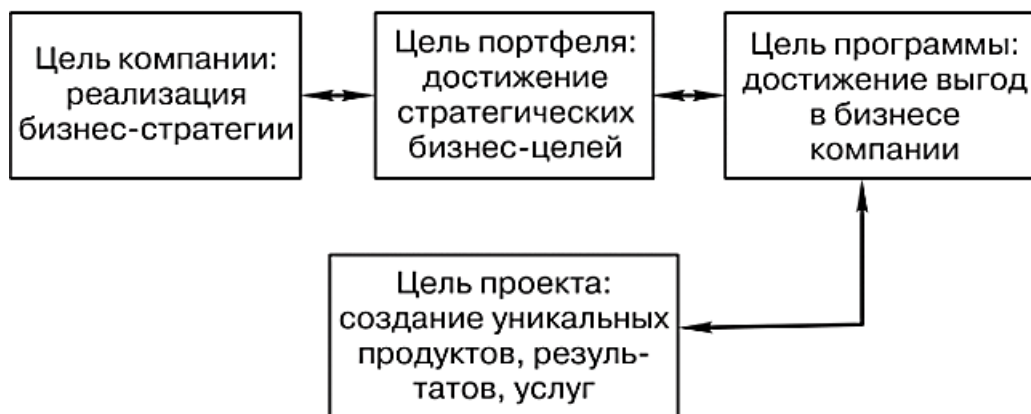 Цель компании:
реализация
бизнес-стратегии
Цель портфеля:
достижение
стратегических
бизнес-целей
Цель программы:
достижение выгод
в бизнесе
компании
Цель проекта:
создание уникальных
продуктов, резуль-
татов, услуг